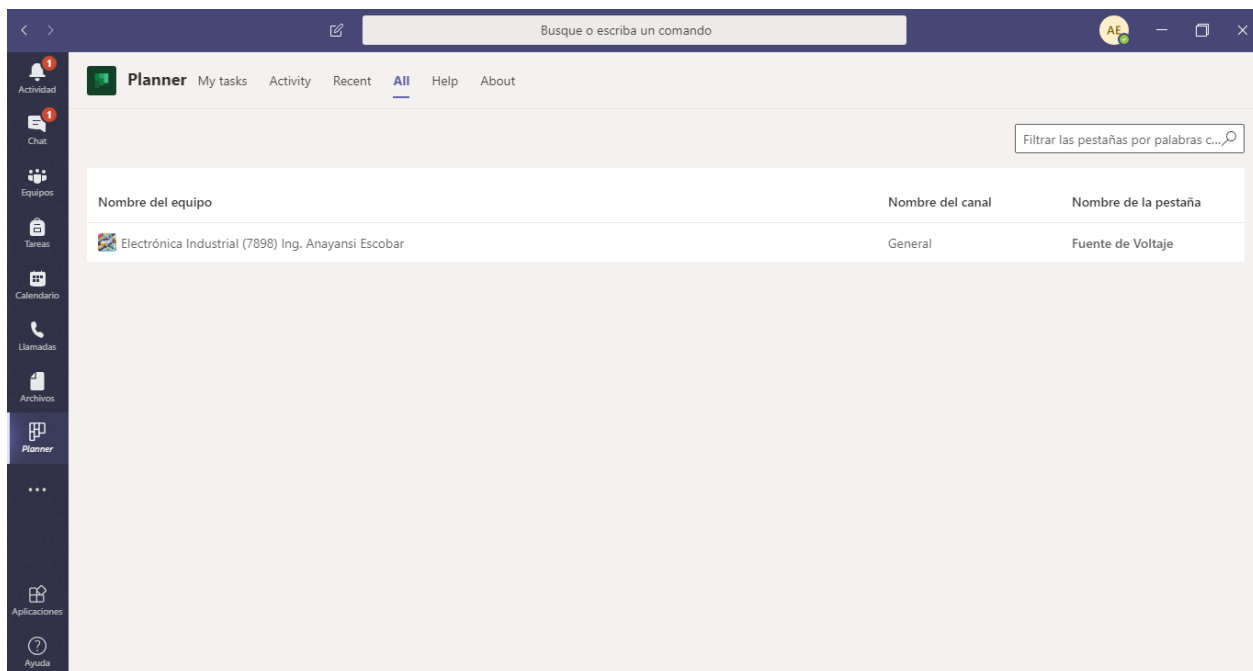 Busque o escriba un comando
AE
1
Actividad
Planner My tasks Activity Recent All Help About
1
Chat
Filtrar las pestañas por palabras c...
Equipos
Nombre del equipo Nombre del canal Nombre de la pestaña
Tareas
Electrónica Industrial (7898) Ing. Anayansi Escobar General Fuente de Voltaje
Calendario
Llamadas
Archivos
Planner
Aplicaciones
Ayuda